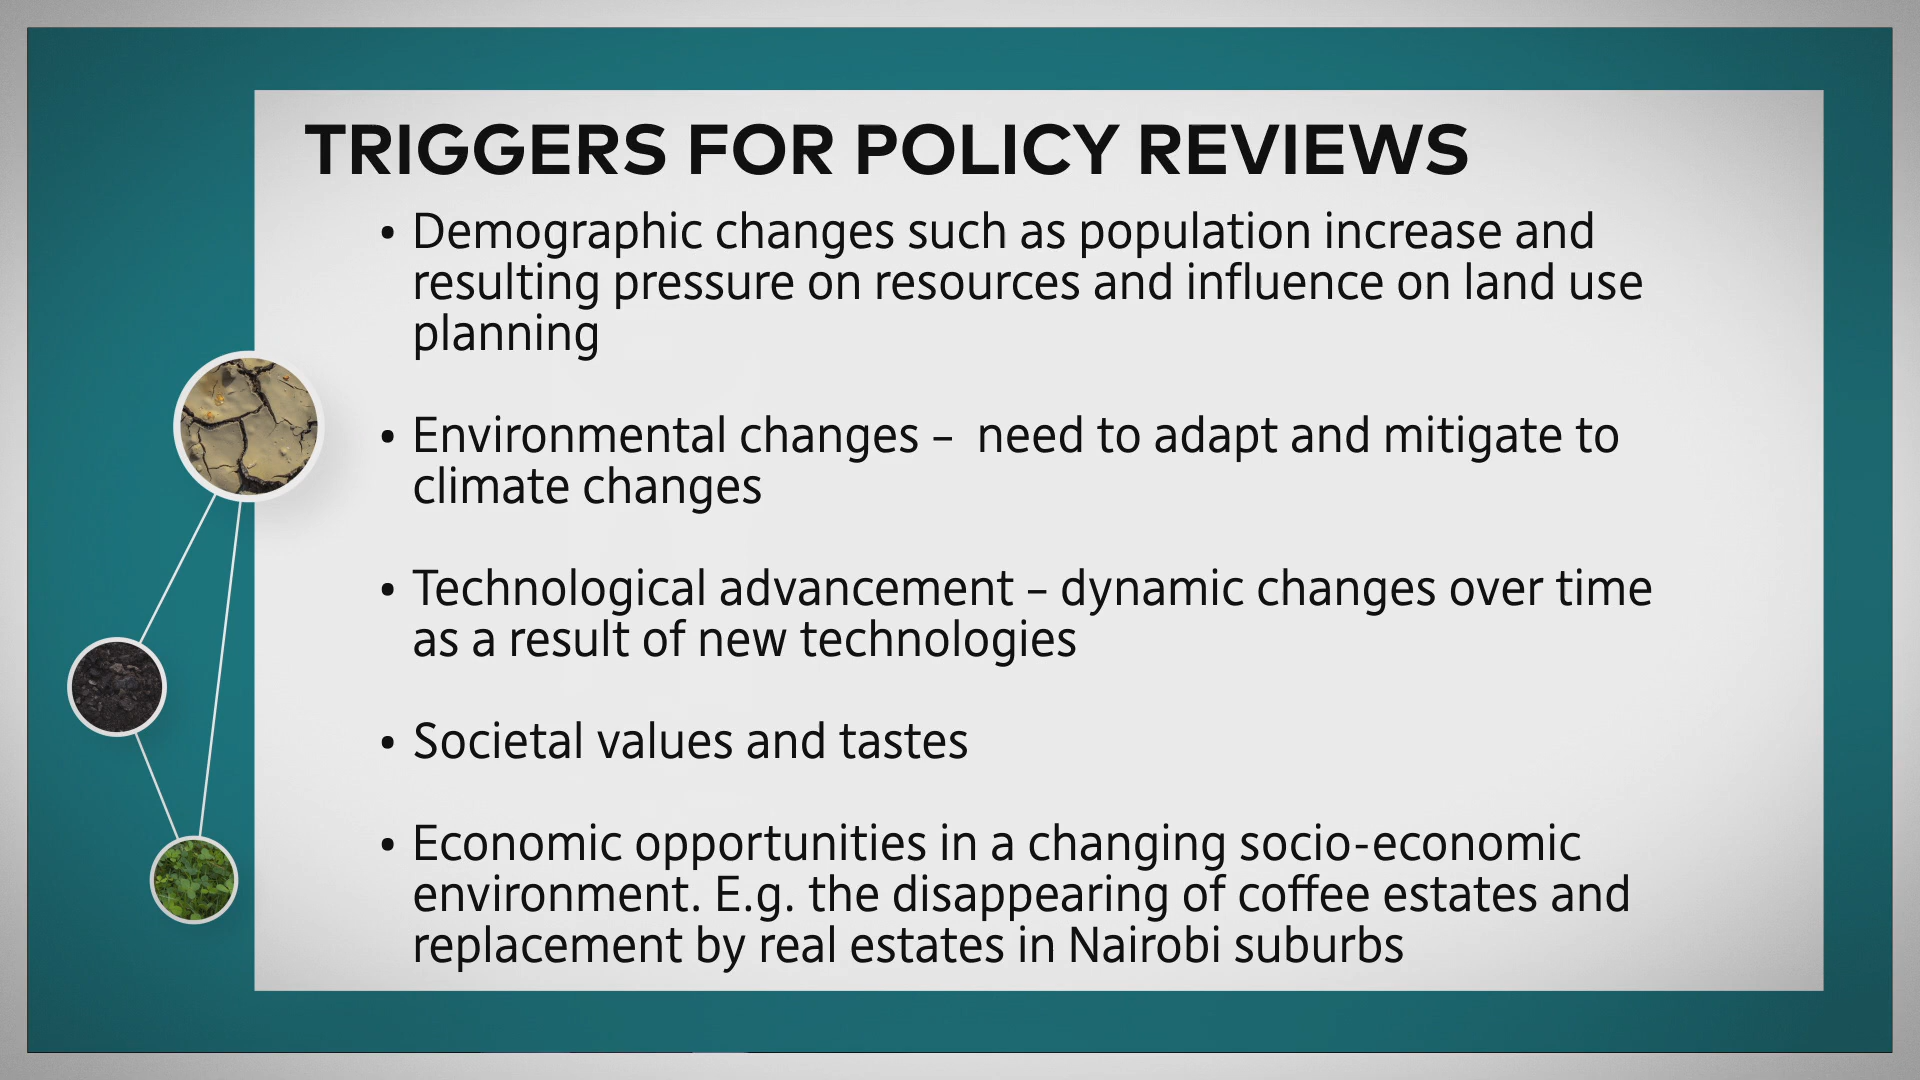 TRIGGERS FOR POLICY REVIEWS
• Demographic changes such as population increase and
resulting pressure on resources and influence on land use
planning
• Environmental changes –  need to adapt and mitigate to
climate changes
• Technological advancement – dynamic changes over time
as a result of new technologies
• Societal values and tastes
• Economic opportunities in a changing socio-economic
environment. E.g. the disappearing of coffee estates and
replacement by real estates in Nairobi suburbs